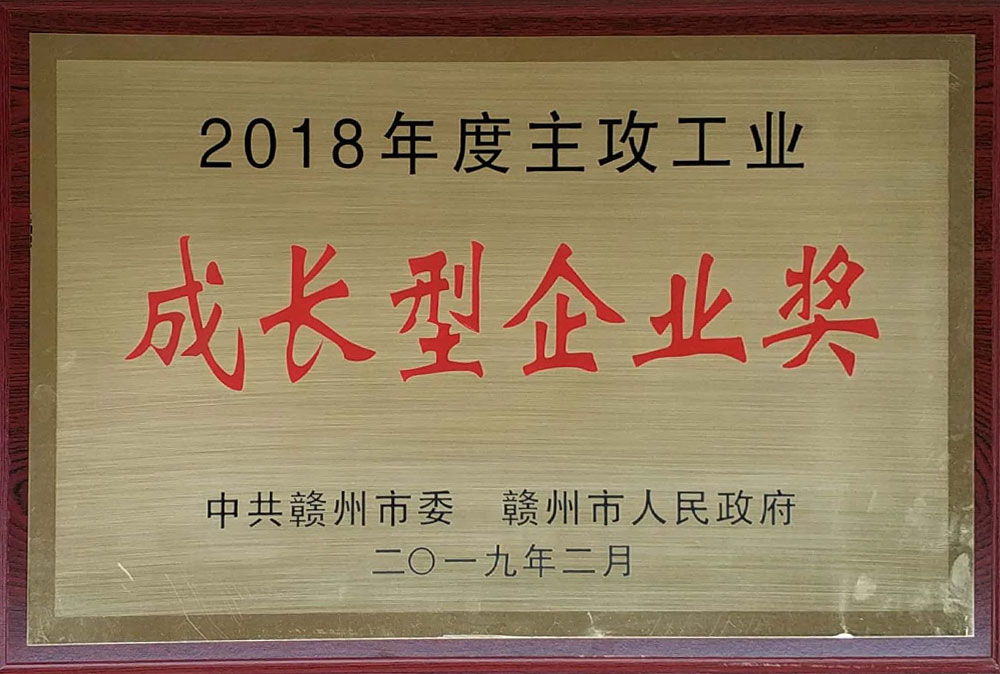 2018年度主攻工业
成长型企业奖
中共赣州市委 赣州市人民政府
二〇一九年二月